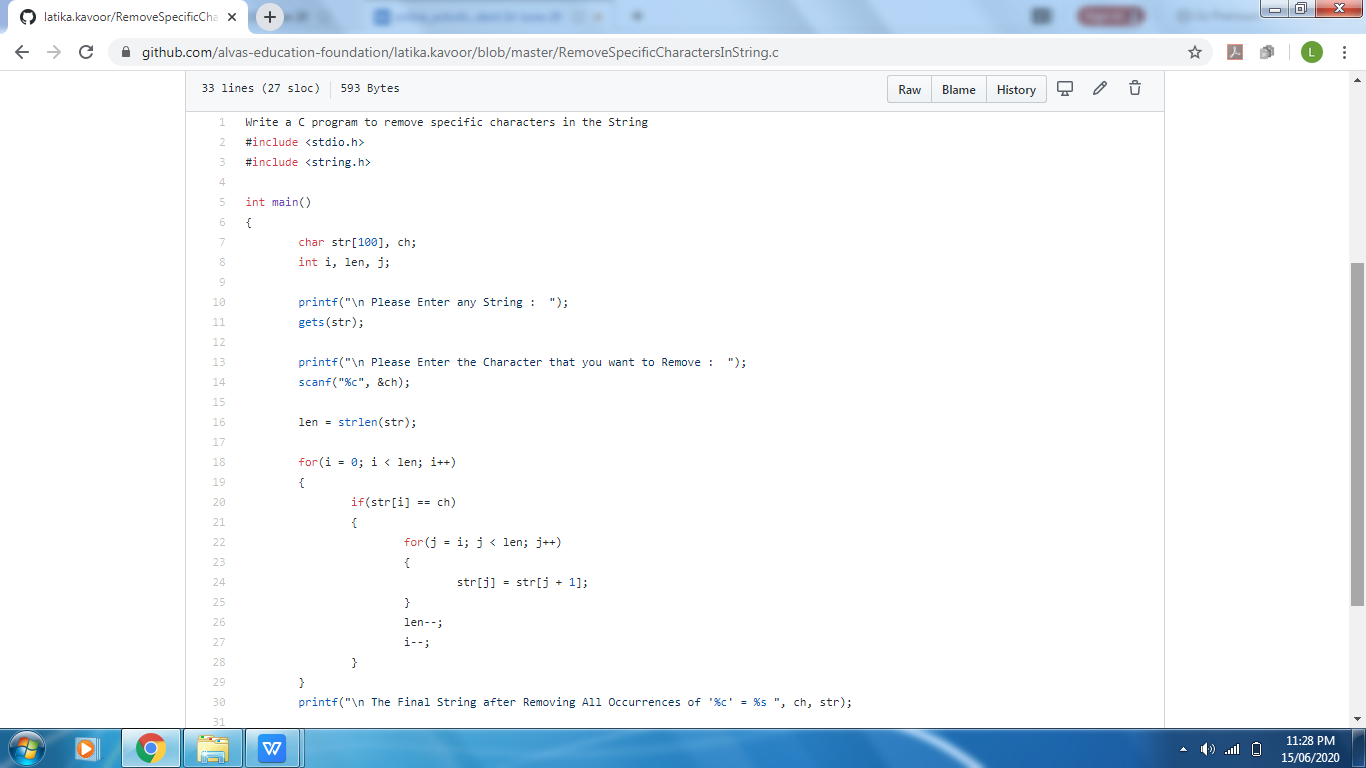 latika.kavoor/RemoveSpecificCha
github.com/alvas-education-foundation/latika.kavoor/blob/master/RemoveSpecificCharactersInString.c
L
33 lines (27 sloc) 593 Bytes
Raw Blame History
1 Write a C program to remove specific characters in the String
2 #include <stdio.h>
3 #include <string.h>
4
5 int main()
6 {
7 char str[100], ch;
8 int i, len, j;
9
10 printf("\n Please Enter any String :  ");
11 gets(str);
12
13 printf("\n Please Enter the Character that you want to Remove :  ");
14 scanf("%c", &ch);
15
16 len = strlen(str);
17
18 for(i = 0; i < len; i++)
19 {
20 if(str[i] == ch)
21 {
22 for(j = i; j < len; j++)
23 {
24 str[j] = str[j + 1];
25 }
26 len--;
27 i--;
28 }
29 }
30 printf("\n The Final String after Removing All Occurrences of '%c' = %s ", ch, str);
31
W
11:28 PM
15/06/2020